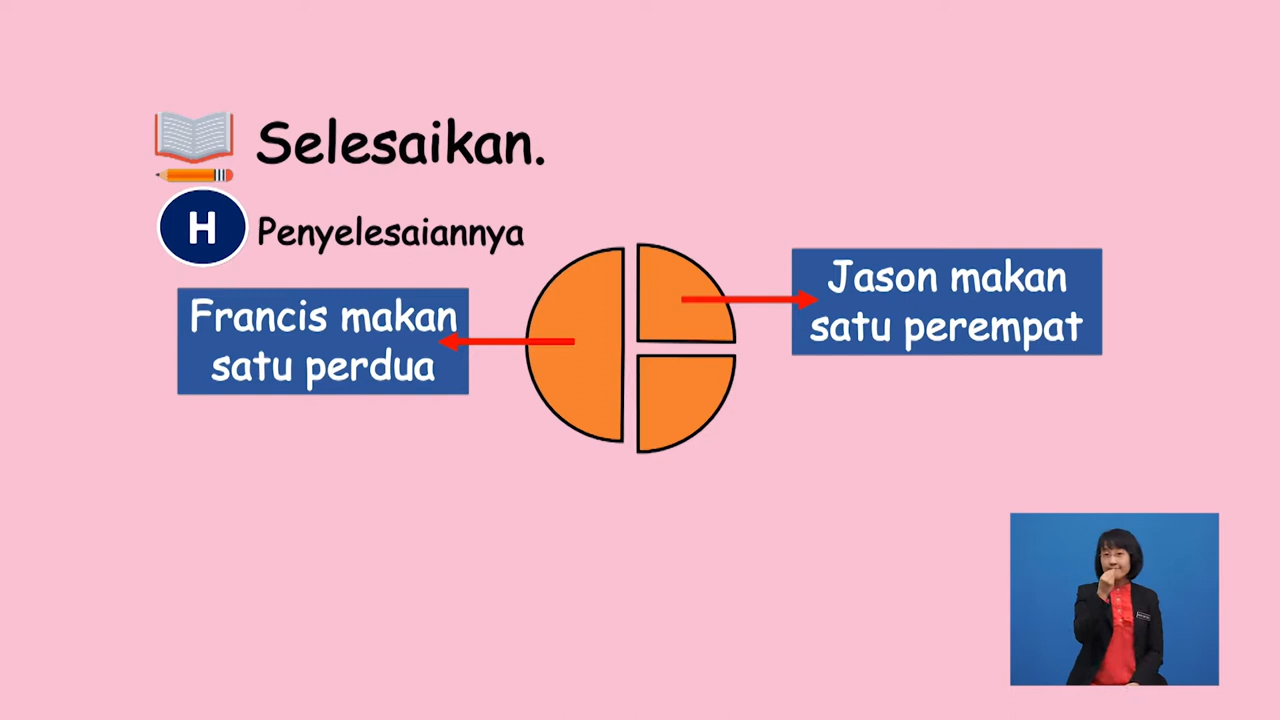 Selesaikan.
H
Penyelesaiannya
Francis makan
satu perdua
Jason makan
satu perempat